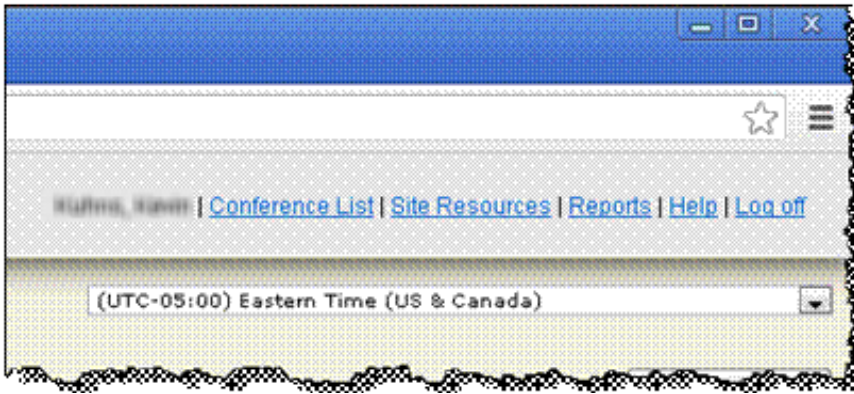 | Conference List | Site Resources | Reports | Help | Log off
(UTC-05:00) Eastern Time (US & Canada)